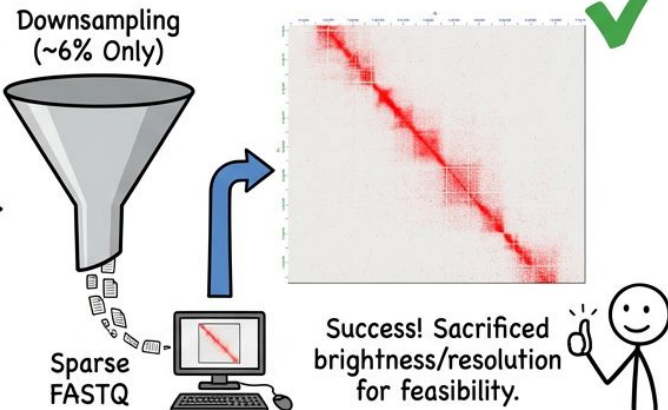 Downsampling
(~6% Only)
Sparse
FASTQ
Success! Sacrificed
brightness/resolution
for feasibility.